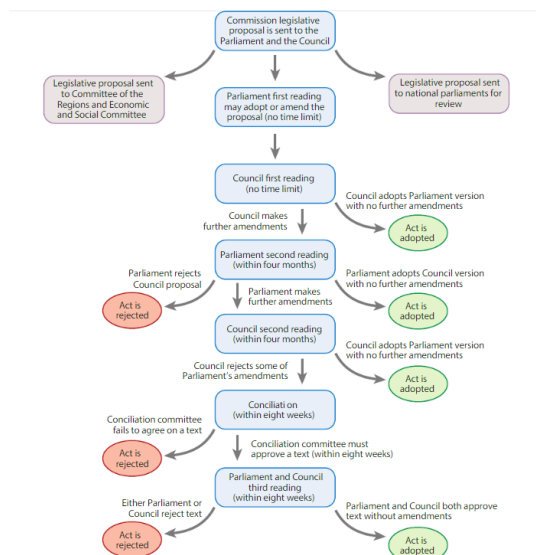 Commission legislative
proposal is sent to the
Parliament and the Council
Legislative proposal sent
to Committee of the
Regions and Economic
and Social Committee
Parliament first reading
may adopt or amend the
proposal (no time limit)
Legislative proposal sent
to national parliaments for
review
Council first reading
(no time limit)
Council adopts Parliament version
with no further amendments
Act is
adopted
Council makes
further amendments
Parliament second reading
(within four months)
Parliament rejects
Council proposal
Act is
rejected
Parliament makes
further amendments
Parliament adopts Council version
with no further amendments
Act is
adopted
Council second reading
(within four months)
Council adopts Parliament version
with no further amendments
Act is
adopted
Council rejects some of
Parliament's amendments
Conciliation
(within eight weeks)
Conciliation committee
fails to agree on a text
Act is
rejected
Conciliation committee must
approve a text (within eight weeks)
Parliament and Council
third reading
(within eight weeks)
Either Parliament or
Council reject text
Act is
rejected
Parliament and Council both approve
text without amendments
Act is
adopted